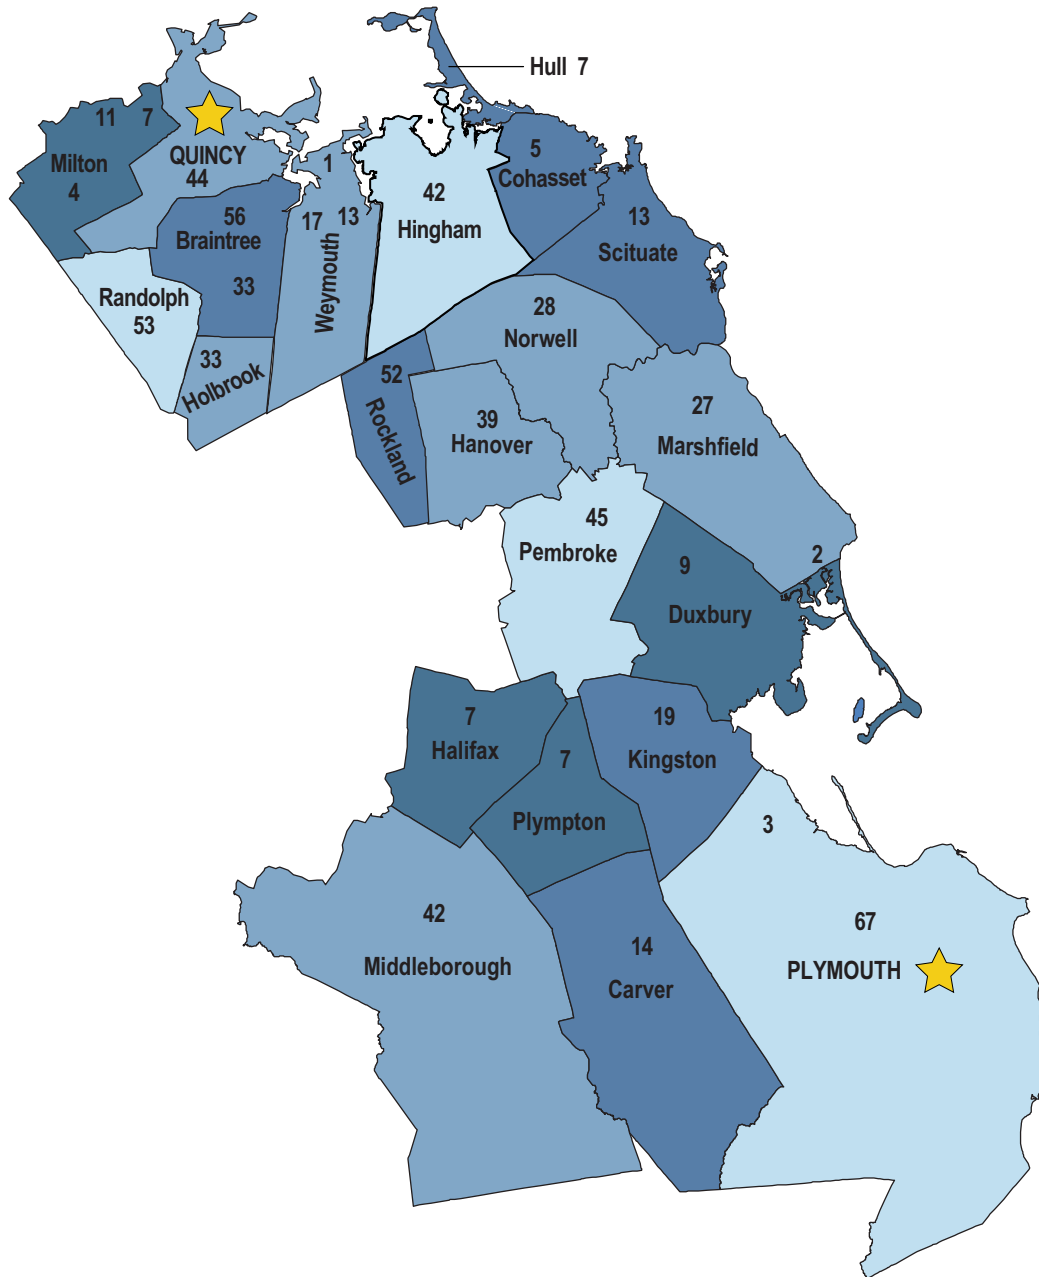 Hull 7
11 7
Milton
4
QUINCY
44
1
17 13
Weymouth
42
Hingham
5
Cohasset
13
Scituate
56
Braintree
33
Randolph
53
33
Holbrook
28
Norwell
52
Rockland
39
Hanover
27
Marshfield
2
45
Pembroke
9
Duxbury
7
Halifax
7
Plympton
19
Kingston
3
67
PLYMOUTH
42
Middleborough
14
Carver